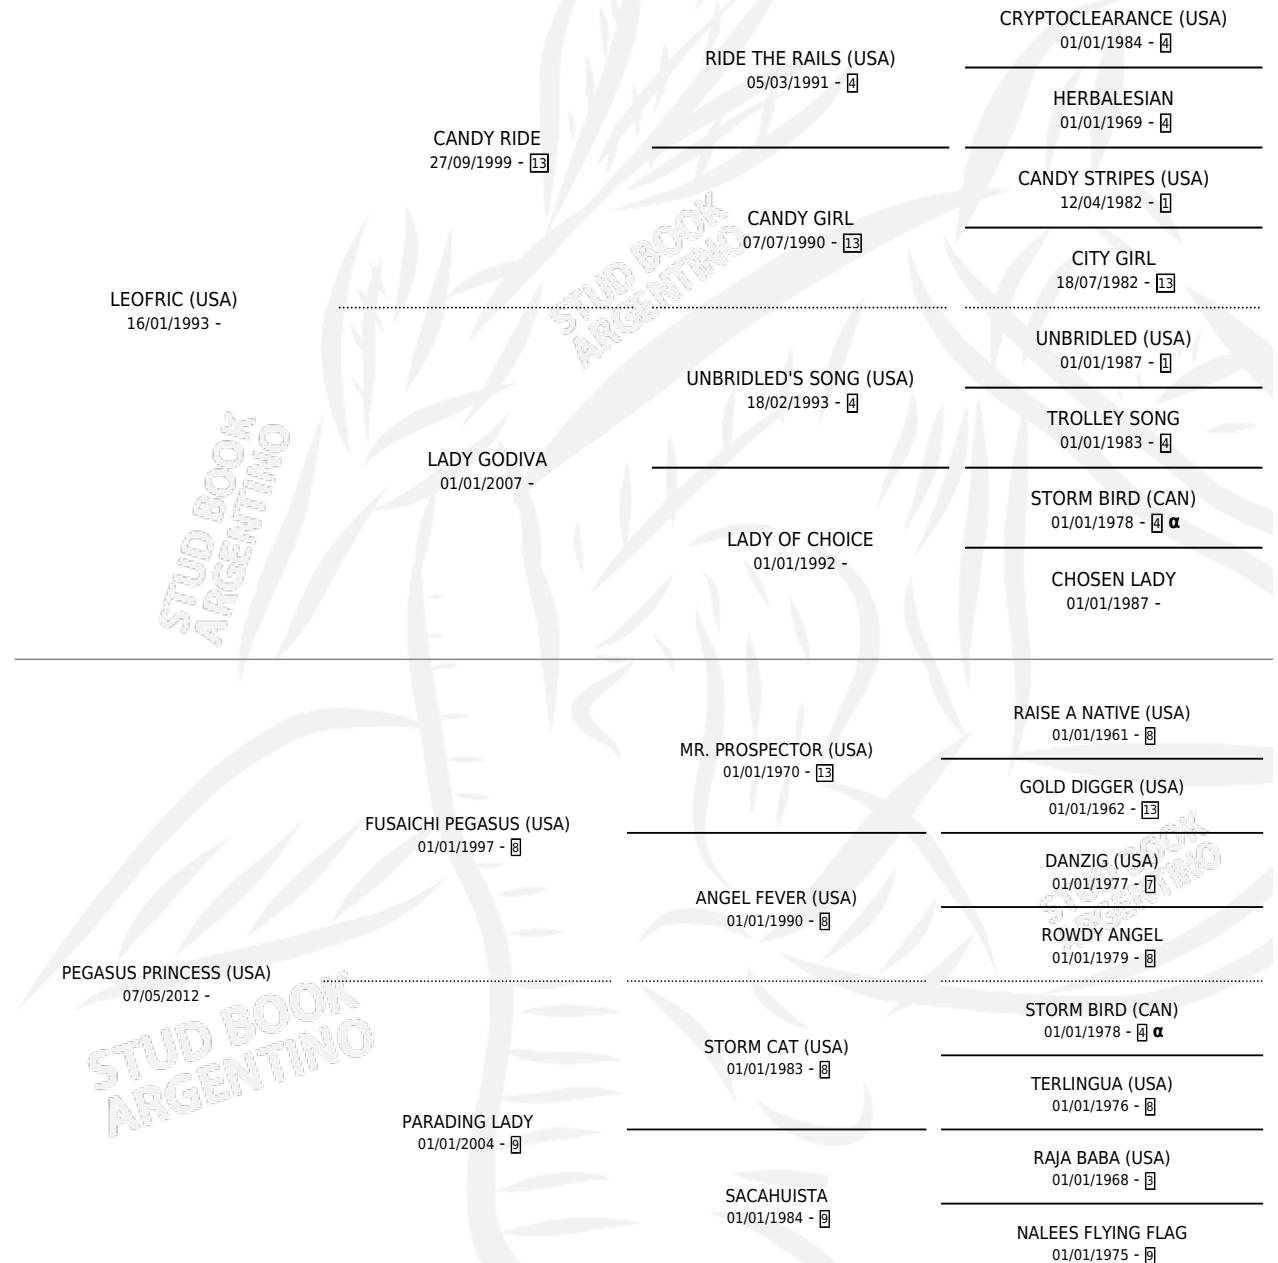 CRYPTOCLEARANCE (USA)
01/01/1984 - 4
RIDE THE RAILS (USA)
05/03/1991 - 4
HERBALESIAN
01/01/1969 - 4
CANDY RIDE
27/09/1999 - 13
CANDY STRIPES (USA)
12/04/1982 - 1
CANDY GIRL
07/07/1990 - 13
CITY GIRL
18/07/1982 - 13
LEOFRIC (USA)
16/01/1993 -
UNBRIDLED (USA)
01/01/1987 - 1
UNBRIDLED'S SONG (USA)
18/02/1993 - 4
TROLLEY SONG
01/01/1983 - 4
LADY GODIVA
01/01/2007 -
STORM BIRD (CAN)
01/01/1978 - 4 α
LADY OF CHOICE
01/01/1992 -
CHOSEN LADY
01/01/1987 -
RAISE A NATIVE (USA)
01/01/1961 - 8
MR. PROSPECTOR (USA)
01/01/1970 - 13
GOLD DIGGER (USA)
01/01/1962 - 13
FUSAICHI PEGASUS (USA)
01/01/1997 - 8
DANZIG (USA)
01/01/1977 - 7
ANGEL FEVER (USA)
01/01/1990 - 8
ROWDY ANGEL
01/01/1979 - 8
PEGASUS PRINCESS (USA)
07/05/2012 -
STORM BIRD (CAN)
01/01/1978 - 4 α
STORM CAT (USA)
01/01/1983 - 8
TERLINGUA (USA)
01/01/1976 - 8
PARADING LADY
01/01/2004 - 9
RAJA BABA (USA)
01/01/1968 - 3
SACAHUISTA
01/01/1984 - 9
NALEES FLYING FLAG
01/01/1975 - 9
STUD BOOK
ARGENTINO
STUD BOOK
ARGENTINO
STUD BOOK
ARGENTINO
STUD BOOK
ARGENTINO